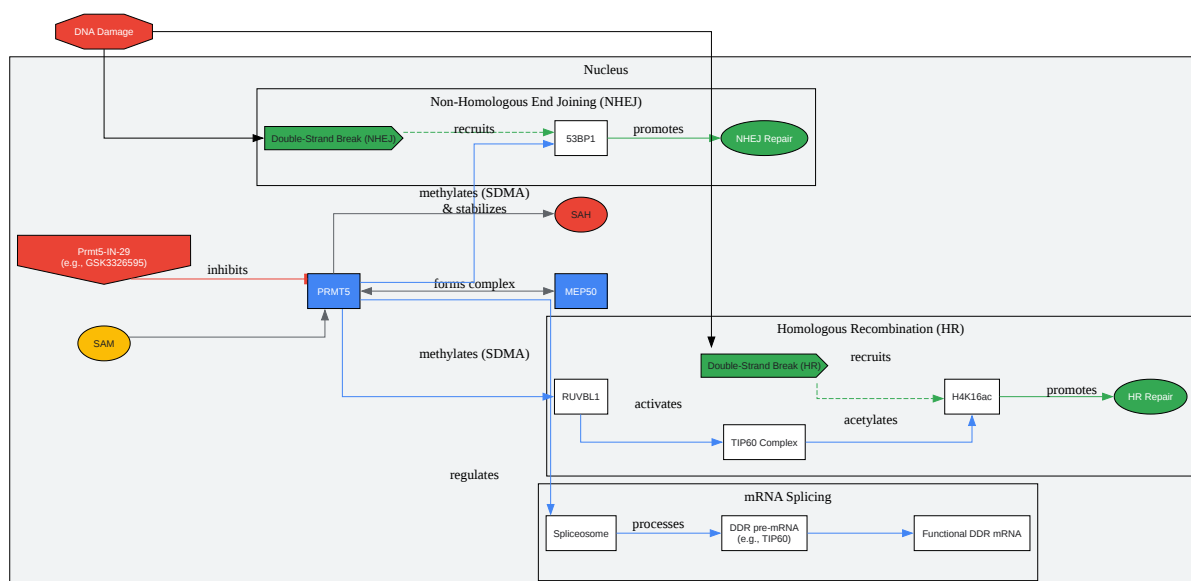 DNA Damage
Nucleus
Non-Homologous End Joining (NHEJ)
Double-Strand Break (NHEJ)
recruits
53BP1
promotes
NHEJ Repair
methylates (SDMA)
& stabilizes
SAH
Prmt5-IN-29
(e.g., GSK3326595)
inhibits
PRMT5
forms complex
MEP50
SAM
Homologous Recombination (HR)
methylates (SDMA)
Double-Strand Break (HR)
recruits
RUVBL1
activates
TIP60 Complex
acetylates
H4K16ac
promotes
HR Repair
regulates
mRNA Splicing
Spliceosome
processes
DDR pre-mRNA
(e.g., TIP60)
Functional DDR mRNA